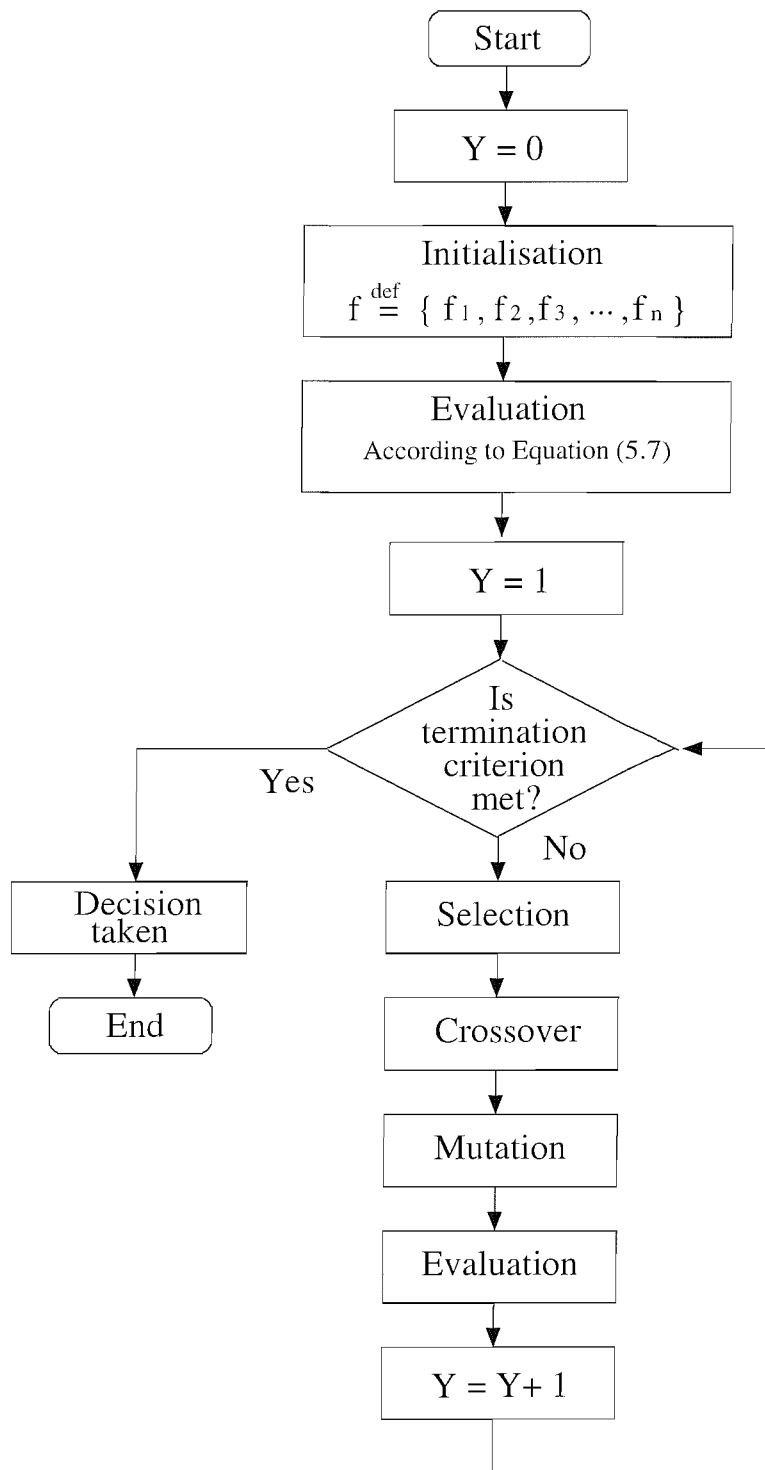 Start
Y = 0
Initialisation
f def= { f1, f2, f3, ..., fn }
Evaluation
According to Equation (5.7)
Y = 1
Is
termination
criterion
met?
Yes
No
Decision
taken
End
Selection
Crossover
Mutation
Evaluation
Y = Y+ 1